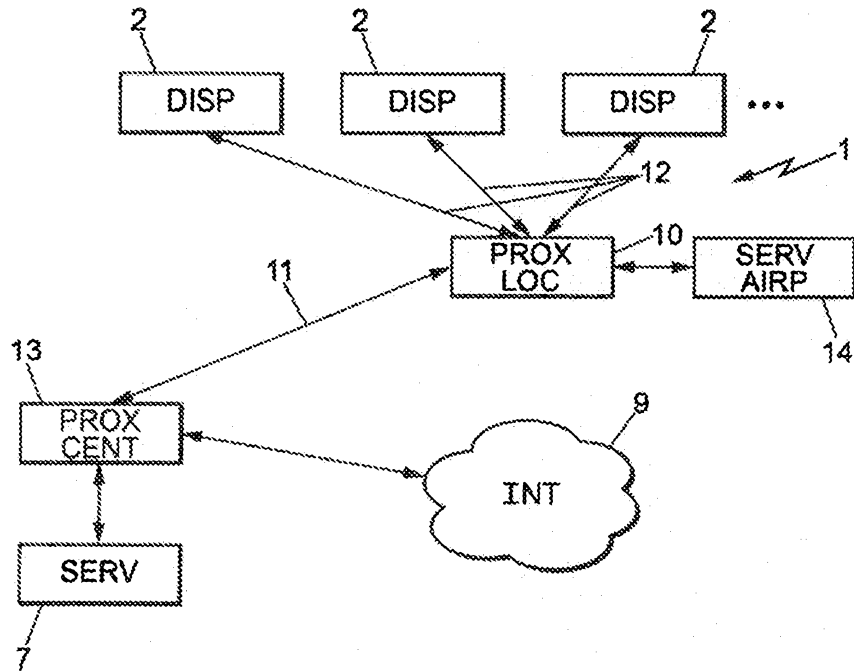 2 2 2
DISP DISP DISP ...
1
12
10
PROX
LOC
SERV
AIRP
11
14
13
PROX
CENT
9
INT
SERV
7